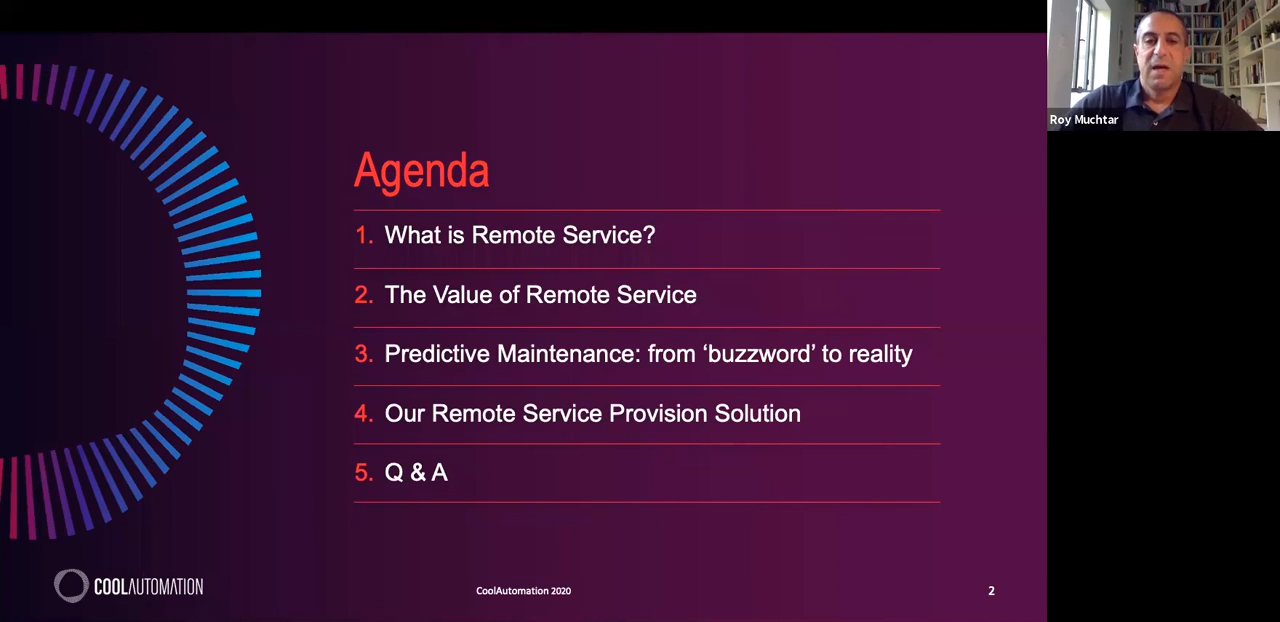 Roy Muchtar
Agenda
1. What is Remote Service?
2. The Value of Remote Service
3. Predictive Maintenance: from ‘buzzword’ to reality
4. Our Remote Service Provision Solution
5. Q & A
COOLAUTOMATION
CoolAutomation 2020
2